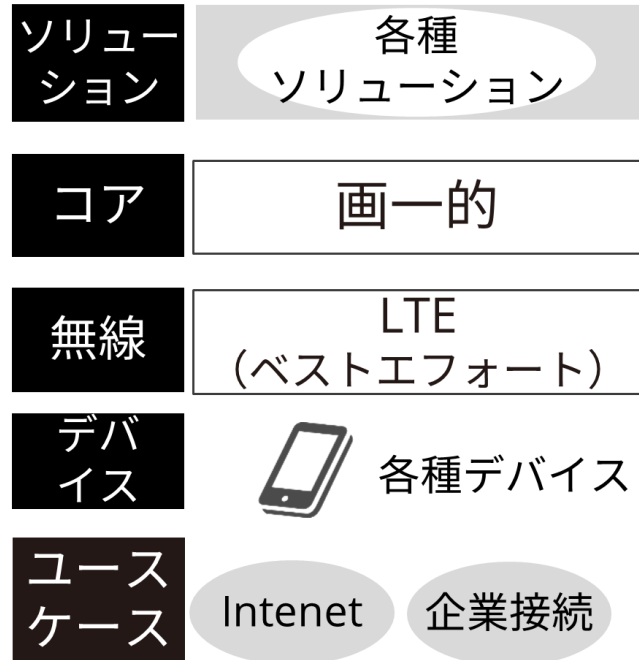 ソリュー
ション
各種
ソリューション
コア
画一的
無線
LTE
（ベストエフォート）
デバ
イス
各種デバイス
ユース
ケース
Intenet
企業接続